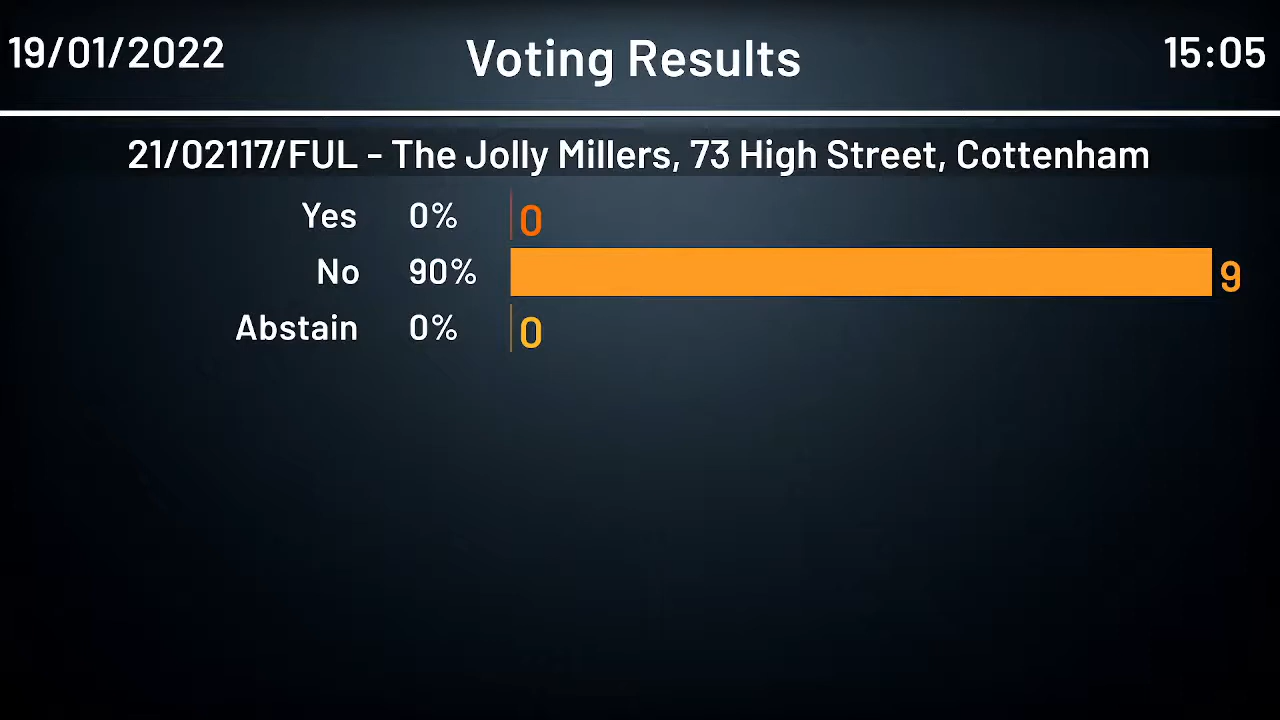 19/01/2022 Voting Results 15:05
21/02117/FUL - The Jolly Millers, 73 High Street, Cottenham
Yes 0% 0
No 90% 9
Abstain 0% 0